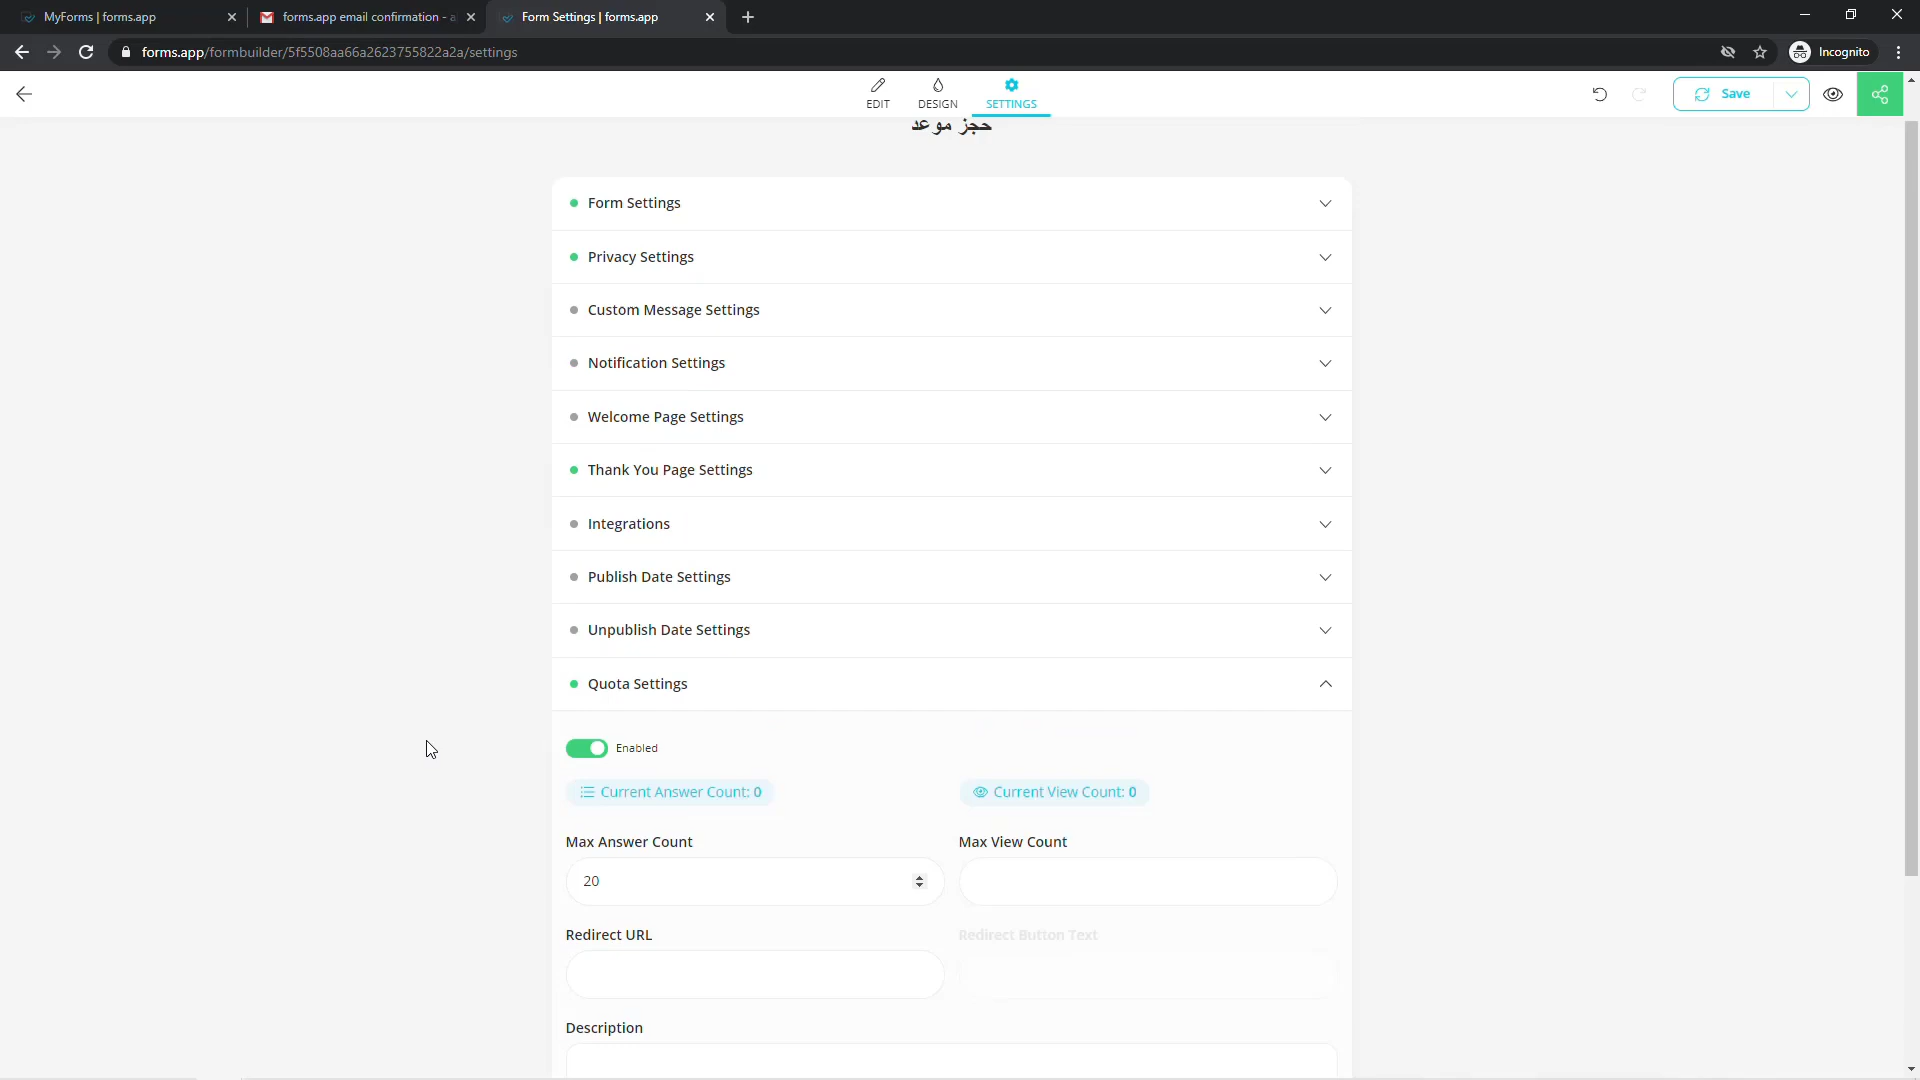 MyForms | forms.app
forms.app email confirmation -
Form Settings | forms.app
forms.app/formbuilder/5f5508aa66a2623755822a2a/settings
Incognito
EDIT
DESIGN
SETTINGS
Save
حجز موعد
Form Settings
Privacy Settings
Custom Message Settings
Notification Settings
Welcome Page Settings
Thank You Page Settings
Integrations
Publish Date Settings
Unpublish Date Settings
Quota Settings
Enabled
Current Answer Count: 0
Current View Count: 0
Max Answer Count
Max View Count
20
Redirect URL
Redirect Button Text
Description